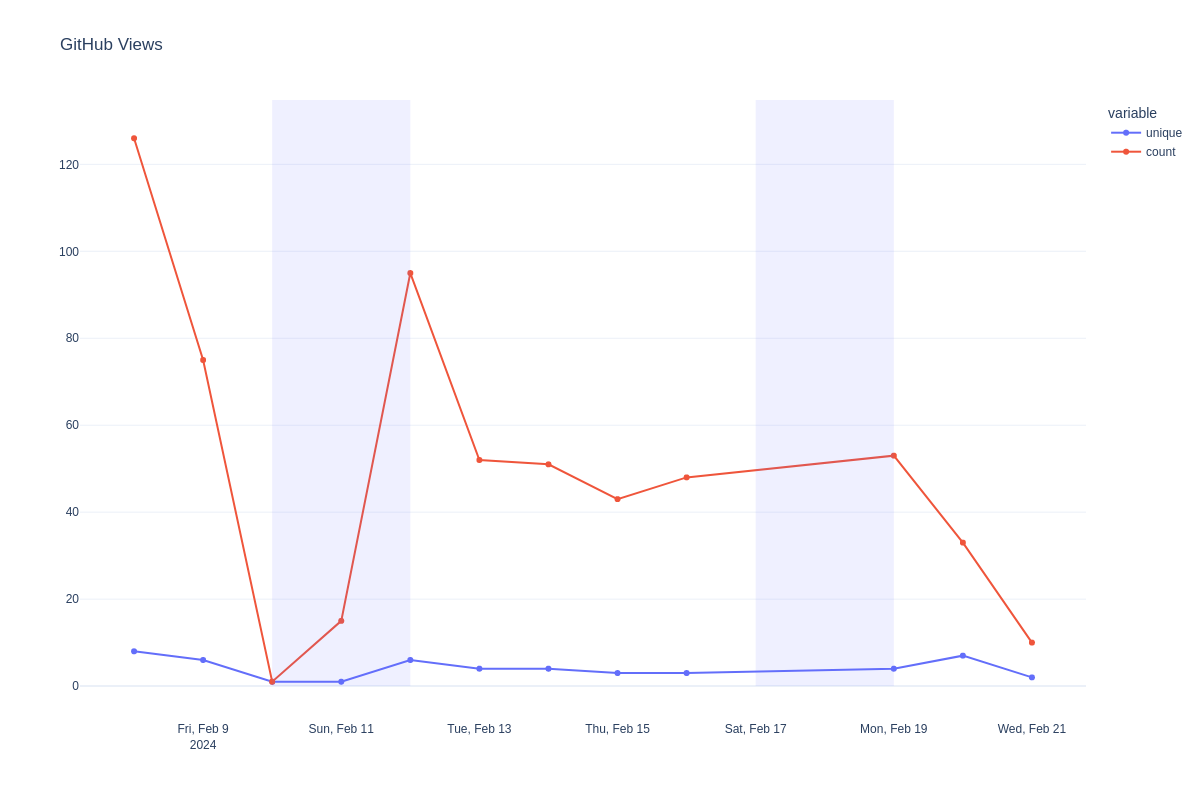 GitHub Views
variable
unique
count
120
100
80
60
40
20
0
Fri, Feb 9
2024
Sun, Feb 11
Tue, Feb 13
Thu, Feb 15
Sat, Feb 17
Mon, Feb 19
Wed, Feb 21